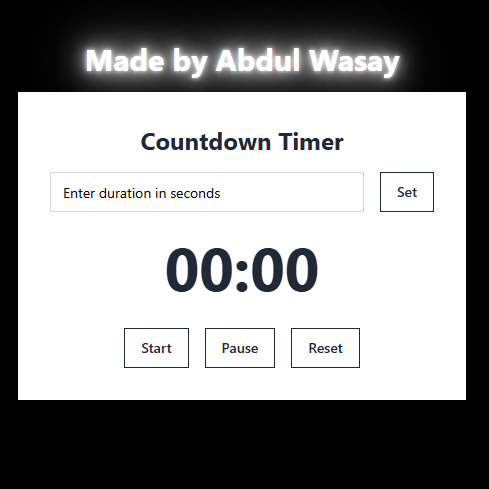 Made by Abdul Wasay
Countdown Timer
Enter duration in seconds
Set
00:00
Start Pause Reset